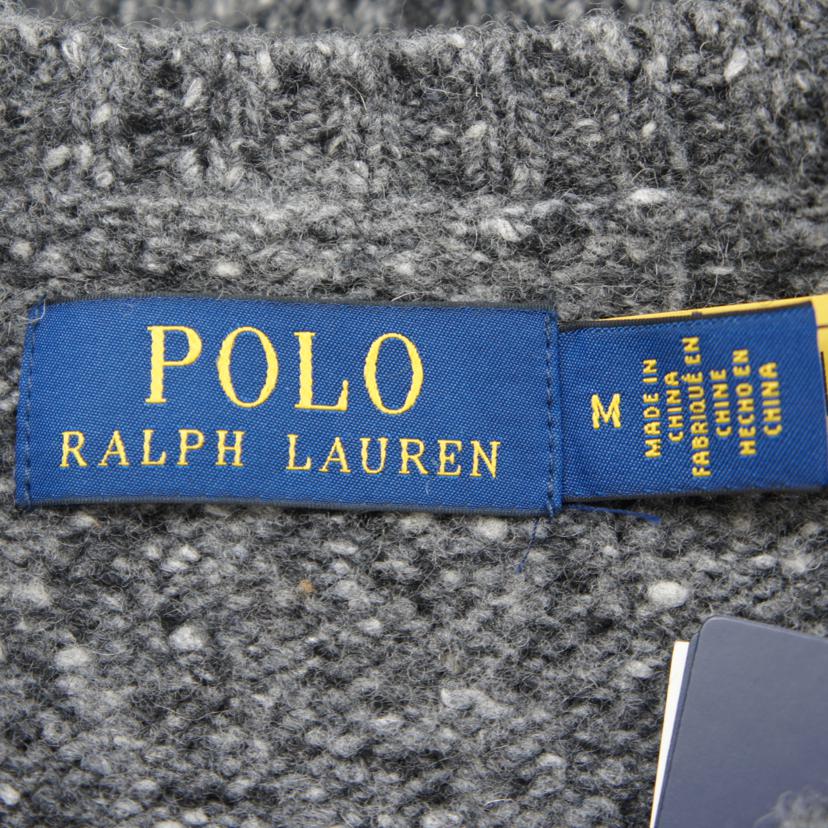 POLO
RALPH LAUREN
M
MADE IN
CHINA
FABRIQUÉ EN
CHINE
HECHO EN
CHINA